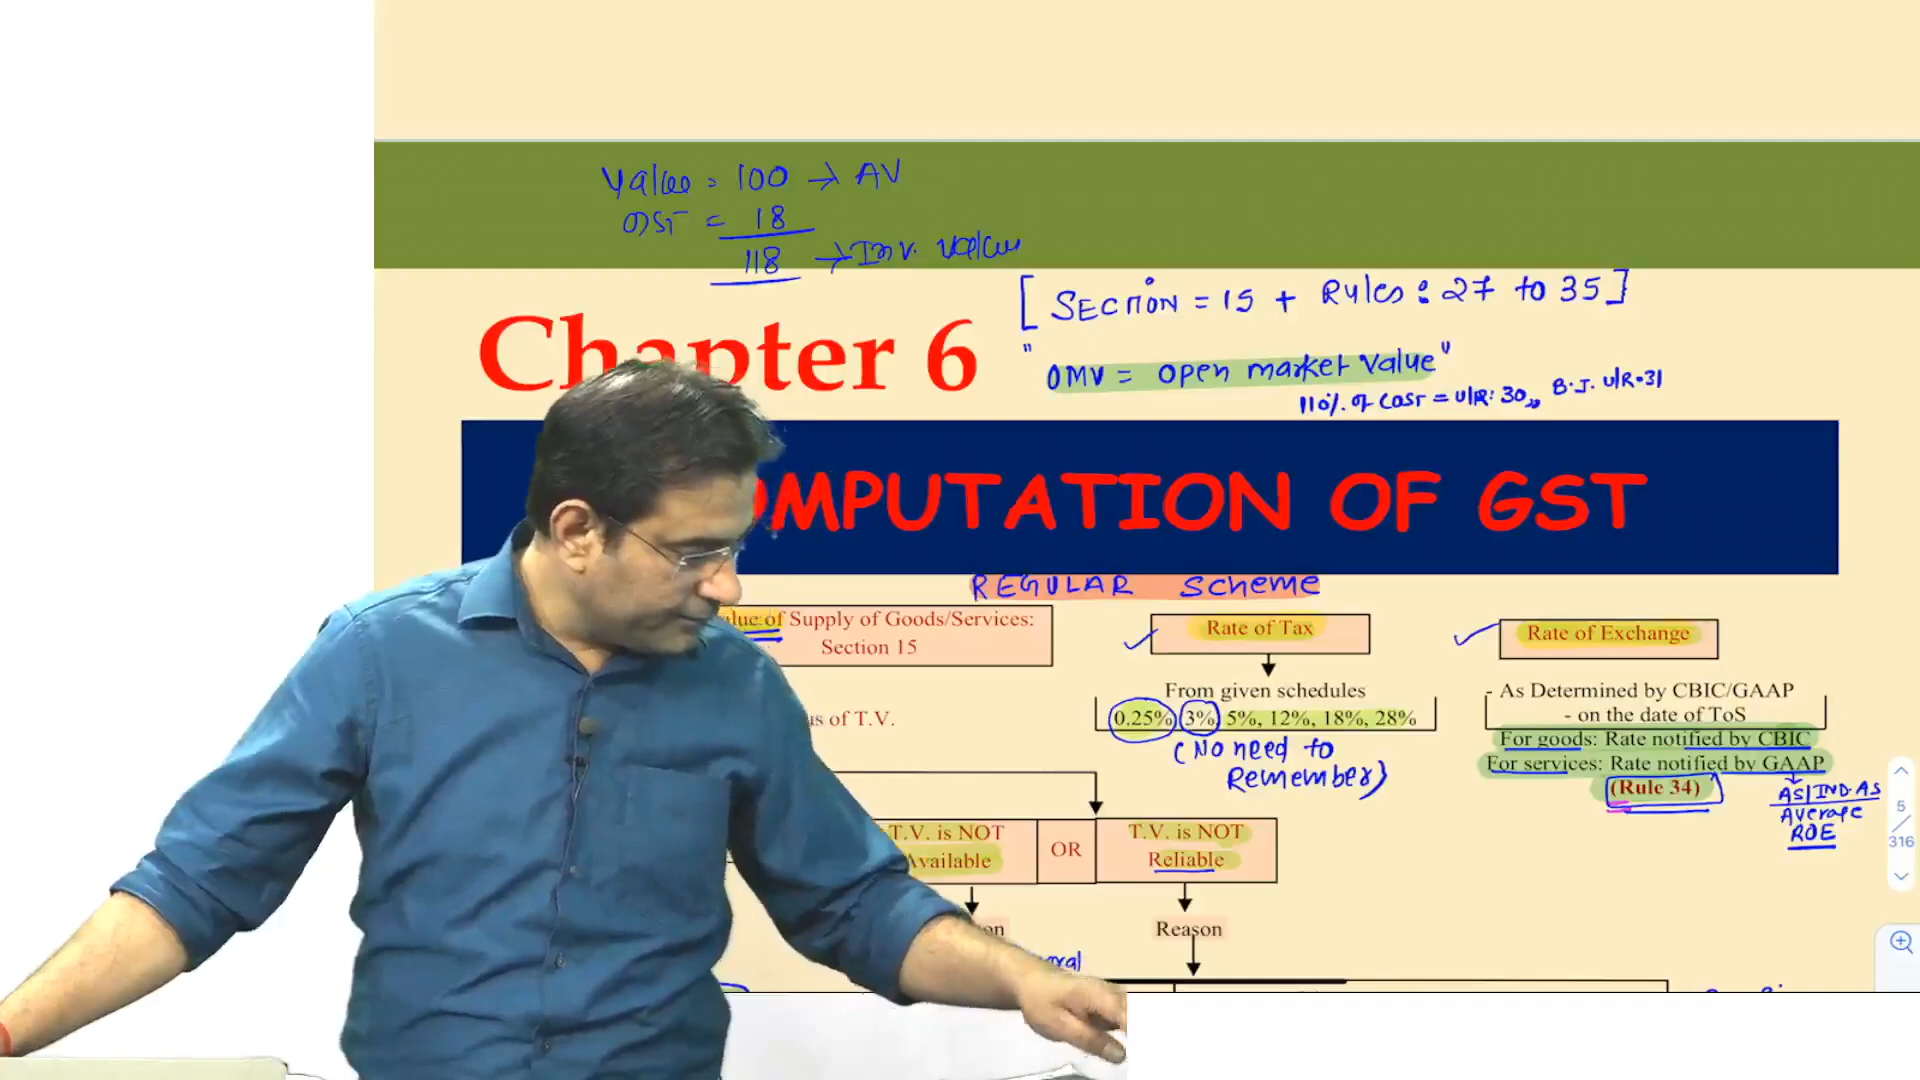 Value = 100 → AV
GST = 18
118 → Inv. Value
[ SECTION = 15 + Rules : 27 to 35 ]
Chapter 6
" OMV = Open market Value "
110% of COST = U/R: 30,, B.J. U/R.31
OMPUTATION OF GST
REGULAR Scheme
lue of Supply of Goods/Services:
Section 15
Rate of Tax
Rate of Exchange
us of T.V.
From given schedules
0.25% 3% 5%, 12%, 18%, 28%
(No need to
Remember)
- As Determined by CBIC/GAAP
- on the date of ToS
For goods: Rate notified by CBIC
For services: Rate notified by GAAP
(Rule 34)
AS/IND.AS
Average
ROE
T.V. is NOT
Available
OR
T.V. is NOT
Reliable
on
Reason
5
316